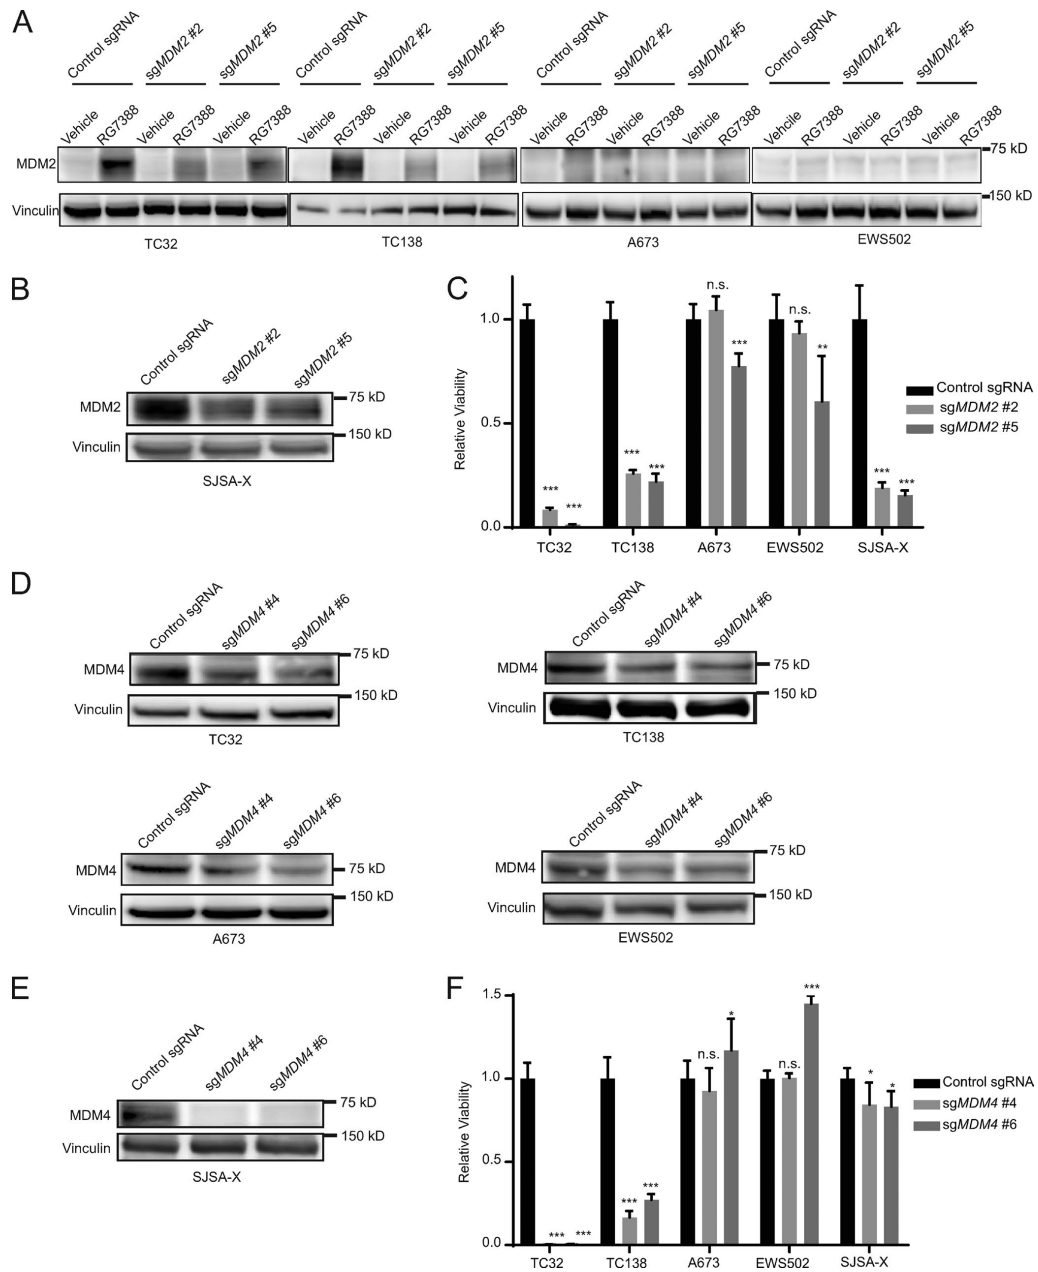 A
Control sgRNA
sgMDM2 #2
sgMDM2 #5
Control sgRNA
sgMDM2 #2
sgMDM2 #5
Control sgRNA
sgMDM2 #2
sgMDM2 #5
Control sgRNA
sgMDM2 #2
sgMDM2 #5
Vehicle RG7388 Vehicle RG7388 Vehicle RG7388
Vehicle RG7388 Vehicle RG7388 Vehicle RG7388
Vehicle RG7388 Vehicle RG7388 Vehicle RG7388
Vehcile RG7388 Vehicle RG7388 Vehicle RG7388
MDM2
75 kD
Vinculin
150 kD
TC32
TC138
A673
EWS502
B
Control sgRNA
sgMDM2 #2
sgMDM2 #5
MDM2
75 kD
Vinculin
150 kD
SJSA-X
C
Relative Viability
1.0
0.5
0.0
***
***
***
***
n.s.
***
n.s.
**
***
***
TC32
TC138
A673
EWS502
SJSA-X
Control sgRNA
sgMDM2 #2
sgMDM2 #5
D
Control sgRNA
sgMDM4 #4
sgMDM4 #6
MDM4
75 kD
Vinculin
150 kD
TC32
Control sgRNA
sgMDM4 #4
sgMDM4 #6
MDM4
75 kD
Vinculin
150 kD
TC138
Control sgRNA
sgMDM4 #4
sgMDM4 #6
MDM4
75 kD
Vinculin
150 kD
A673
Control sgRNA
sgMDM4 #4
sgMDM4 #6
MDM4
75 kD
Vinculin
150 kD
EWS502
E
Control sgRNA
sgMDM4 #4
sgMDM4 #6
MDM4
75 kD
Vinculin
150 kD
SJSA-X
F
Relative Viability
1.5
1.0
0.5
0.0
***
***
***
***
n.s.
*
n.s.
***
*
*
TC32
TC138
A673
EWS502
SJSA-X
Control sgRNA
sgMDM4 #4
sgMDM4 #6